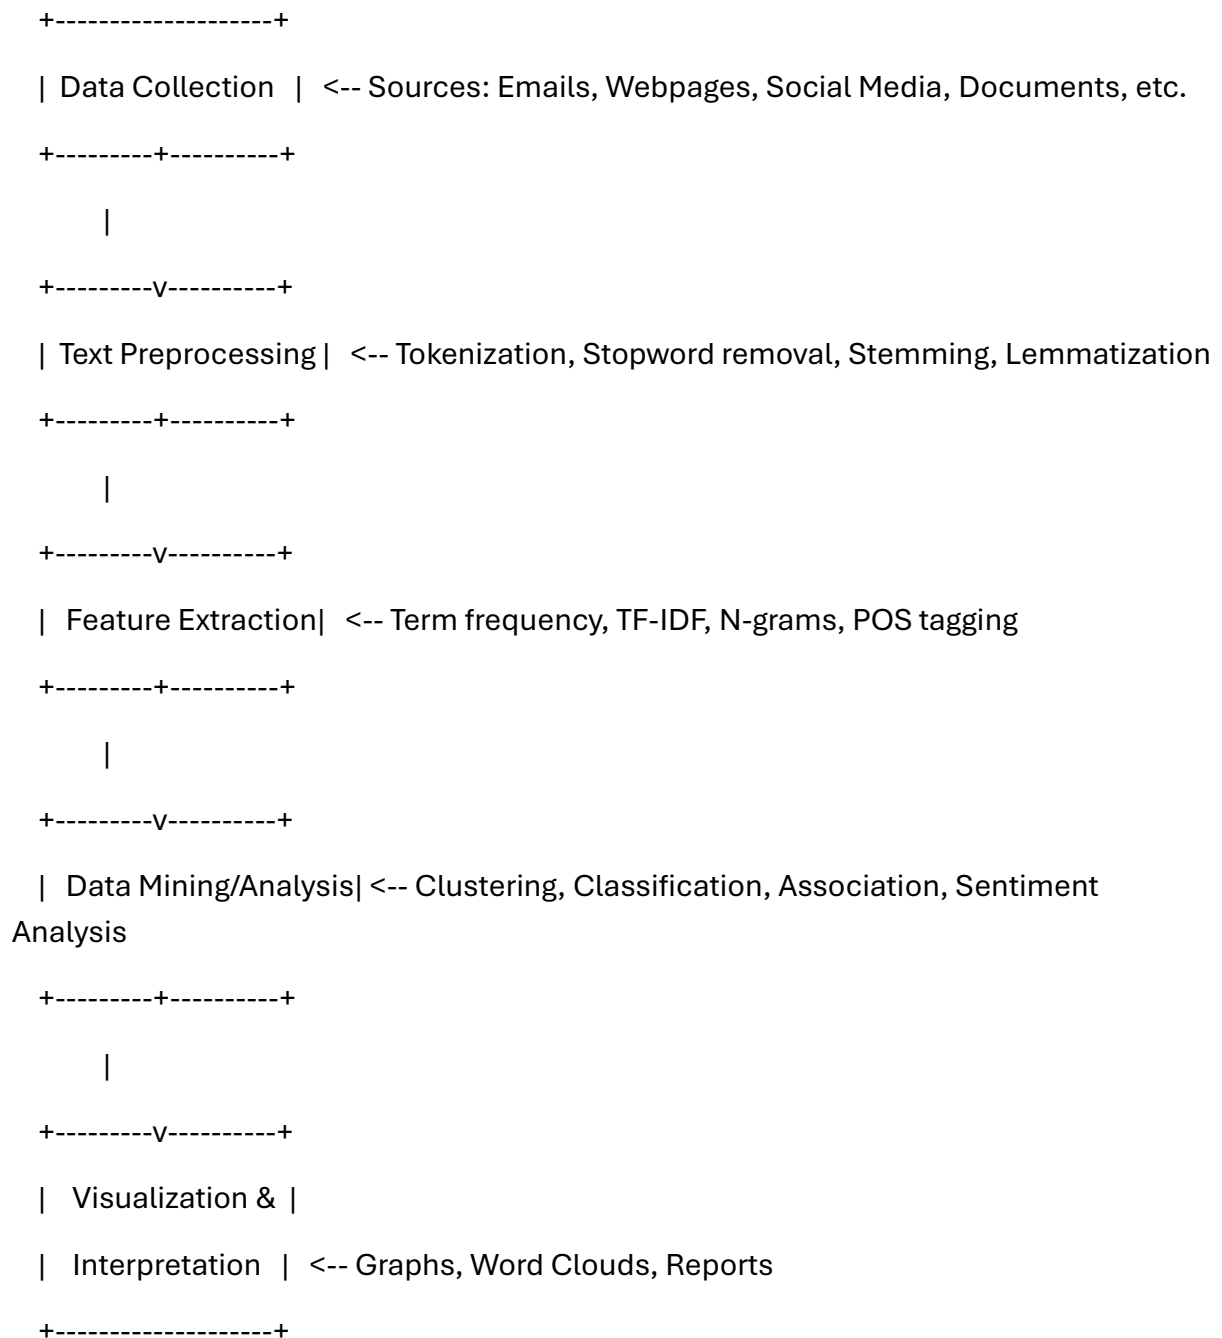 +--------------------+
| Data Collection | <-- Sources: Emails, Webpages, Social Media, Documents, etc.
+---------+----------+
|
+---------v----------+
| Text Preprocessing | <-- Tokenization, Stopword removal, Stemming, Lemmatization
+---------+----------+
|
+---------v----------+
| Feature Extraction| <-- Term frequency, TF-IDF, N-grams, POS tagging
+---------+----------+
|
+---------v----------+
| Data Mining/Analysis| <-- Clustering, Classification, Association, Sentiment
Analysis
+---------+----------+
|
+---------v----------+
| Visualization & |
| Interpretation | <-- Graphs, Word Clouds, Reports
+--------------------+